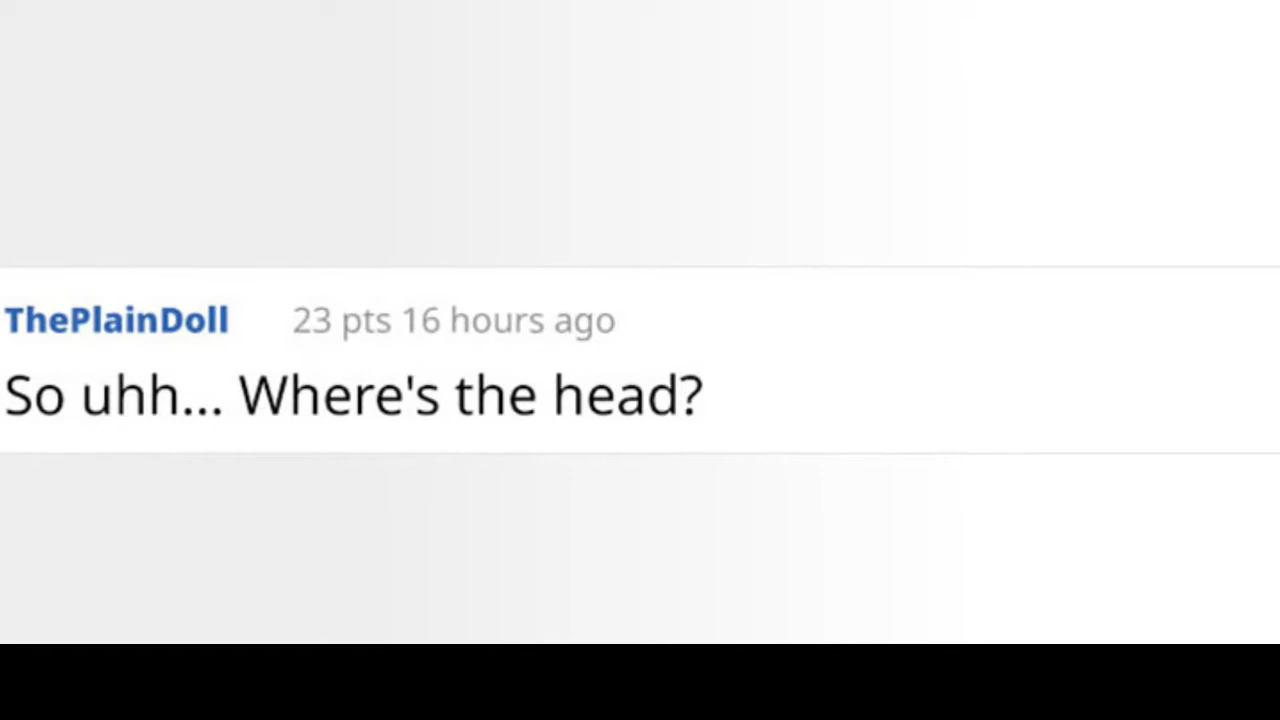 ThePlainDoll 23 pts 16 hours ago
So uhh... Where's the head?